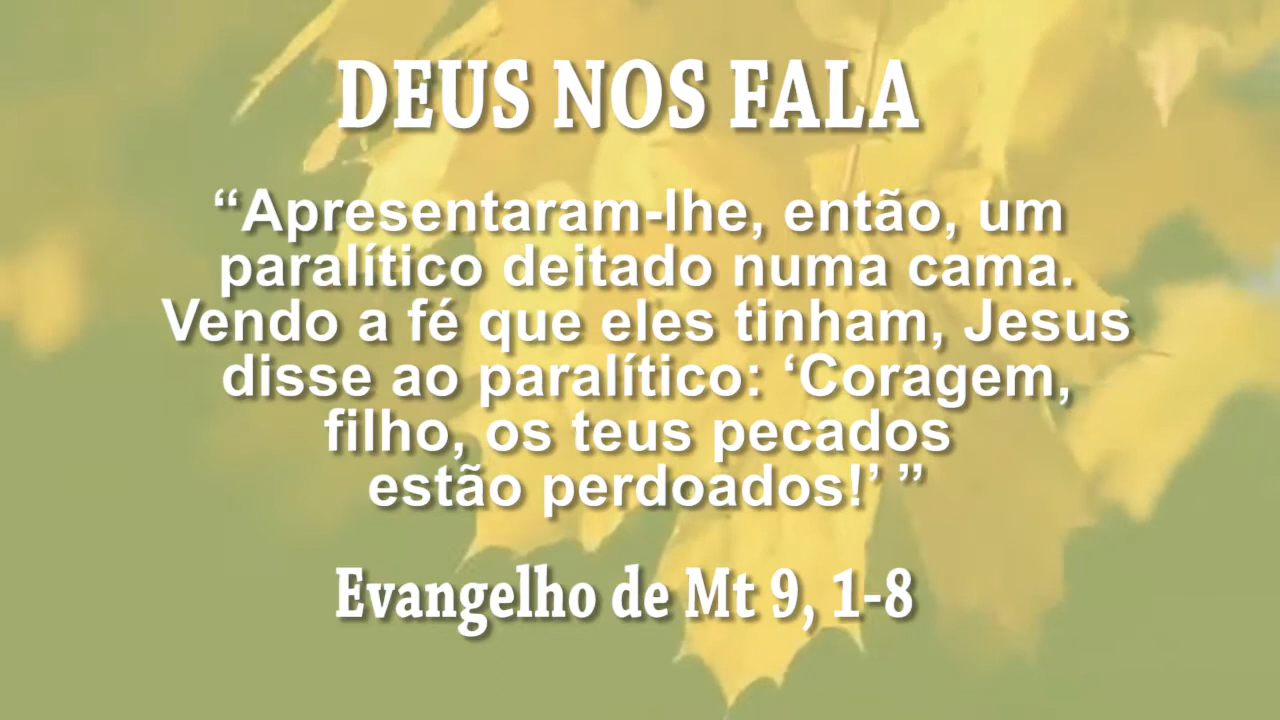 DEUS NOS FALA
“Apresentaram-lhe, então, um
paralítico deitado numa cama.
Vendo a fé que eles tinham, Jesus
disse ao paralítico: ‘Coragem,
filho, os teus pecados
estão perdoados!’ ”
Evangelho de Mt 9, 1-8